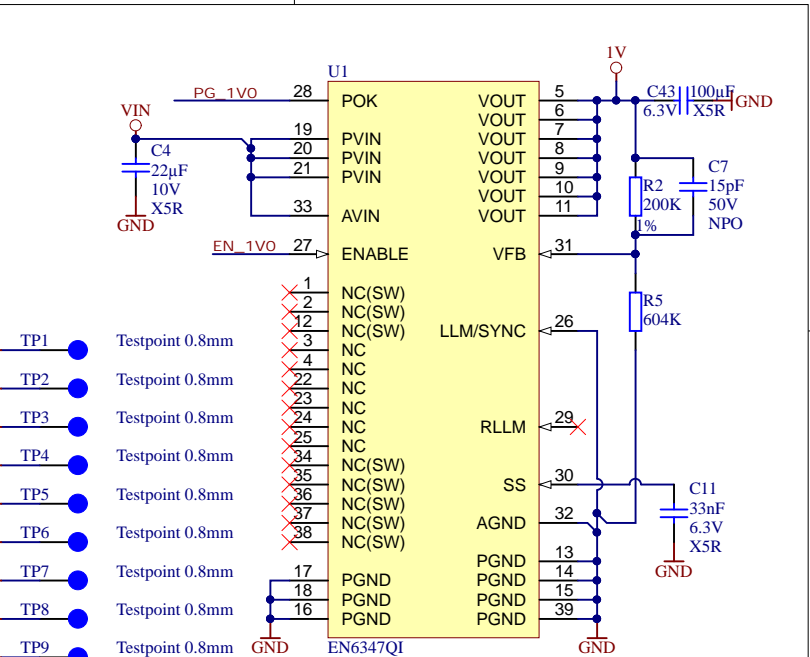 U1
1V
PG_1V0
28
POK
VOUT
5
C43
100µF
6.3V
X5R
GND
VOUT
6
VIN
19
PVIN
VOUT
7
C4
22µF
10V
X5R
GND
20
PVIN
VOUT
8
21
PVIN
VOUT
9
VOUT
10
33
AVIN
VOUT
11
R2
200K
1%
C7
15pF
50V
NPO
EN_1V0
27
ENABLE
VFB
31
1
NC(SW)
2
NC(SW)
12
NC(SW)
LLM/SYNC
26
R5
604K
3
NC
4
NC
22
NC
23
NC
24
NC
RLLM
29
25
NC
34
NC(SW)
35
NC(SW)
SS
30
36
NC(SW)
37
NC(SW)
AGND
32
38
NC(SW)
C11
33nF
6.3V
X5R
GND
PGND
13
17
PGND
PGND
14
18
PGND
PGND
15
16
PGND
PGND
39
GND
EN6347QI
GND
TP1
Testpoint 0.8mm
TP2
Testpoint 0.8mm
TP3
Testpoint 0.8mm
TP4
Testpoint 0.8mm
TP5
Testpoint 0.8mm
TP6
Testpoint 0.8mm
TP7
Testpoint 0.8mm
TP8
Testpoint 0.8mm
TP9
Testpoint 0.8mm